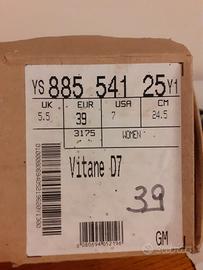 YS 885 541 25 Y1
UK EUR USA CM
5.5 39 7 24.5
3175 WOMEN
Vitane D7
39
GM